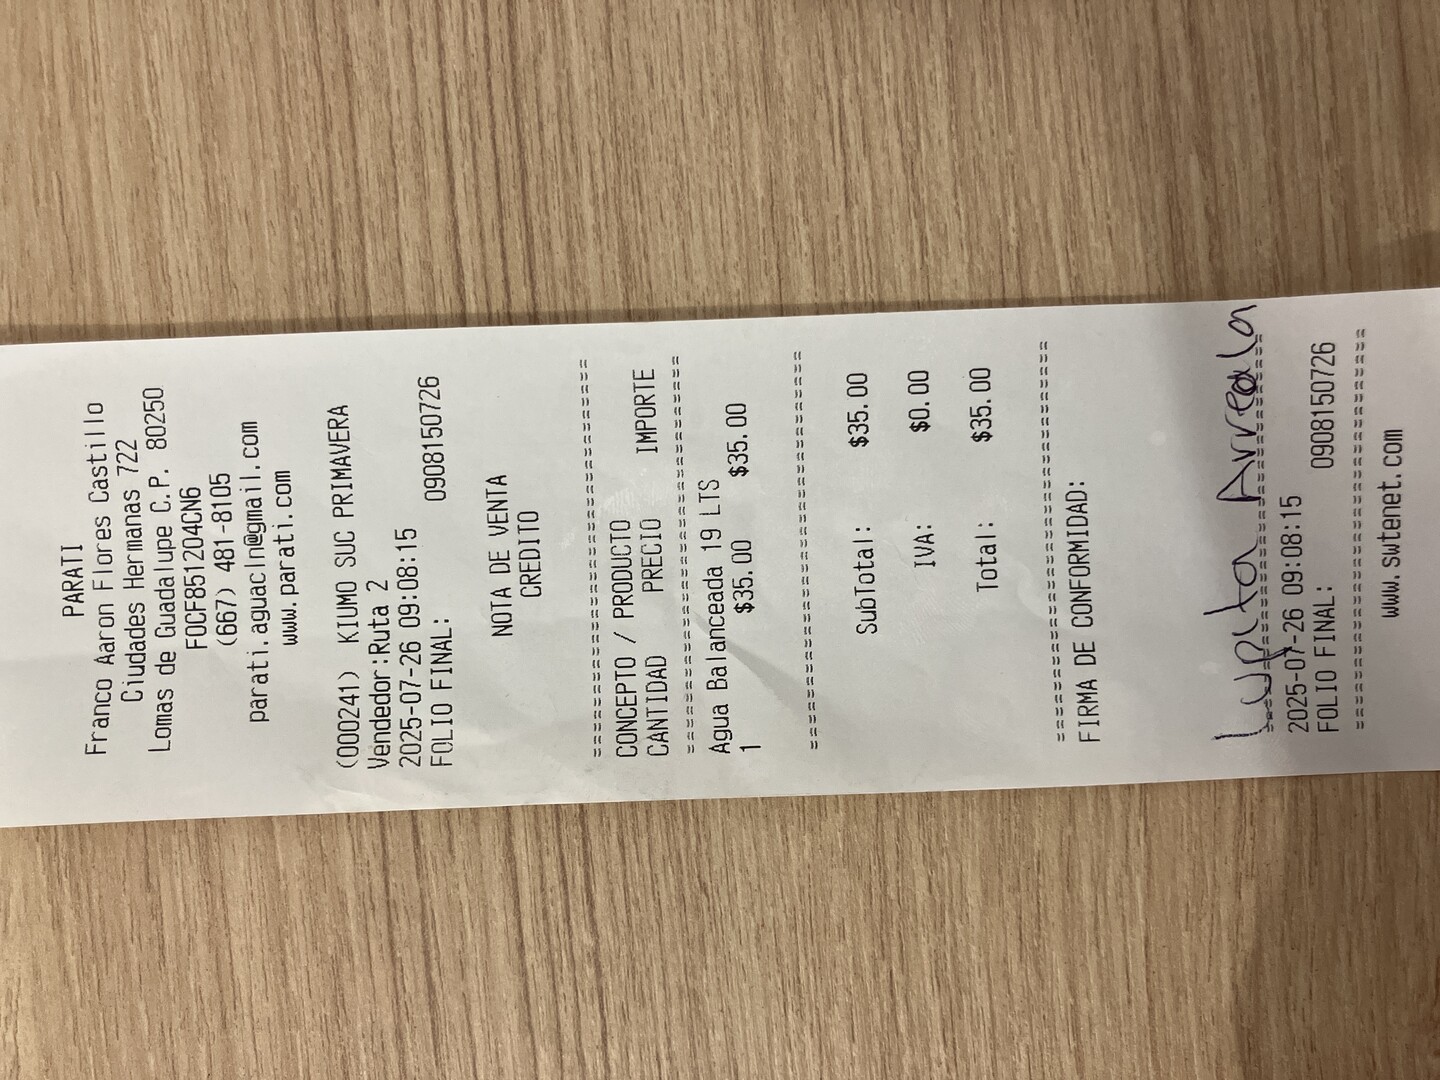 PARATI
Franco Aaron Flores Castillo
Ciudades Hermanas 722
Lomas de Guadalupe C.P. 80250
FOCF851204CN6
(667) 481-8105
parati.aguacln@gmail.com
www.parati.com
(000241) KIUMO SUC PRIMAVERA
Vendedor:Ruta 2
2025-07-26 09:08:15
FOLIO FINAL: 0908150726
NOTA DE VENTA
CREDITO
==============================
CONCEPTO / PRODUCTO
CANTIDAD PRECIO IMPORTE
==============================
Agua Balanceada 19 LTS
1 $35.00 $35.00
==============================
SubTotal: $35.00
IVA: $0.00
Total: $35.00
==============================
FIRMA DE CONFORMIDAD:
Lupita Arreola
==============================
2025-07-26 09:08:15
FOLIO FINAL: 0908150726
==============================
www.swtenet.com